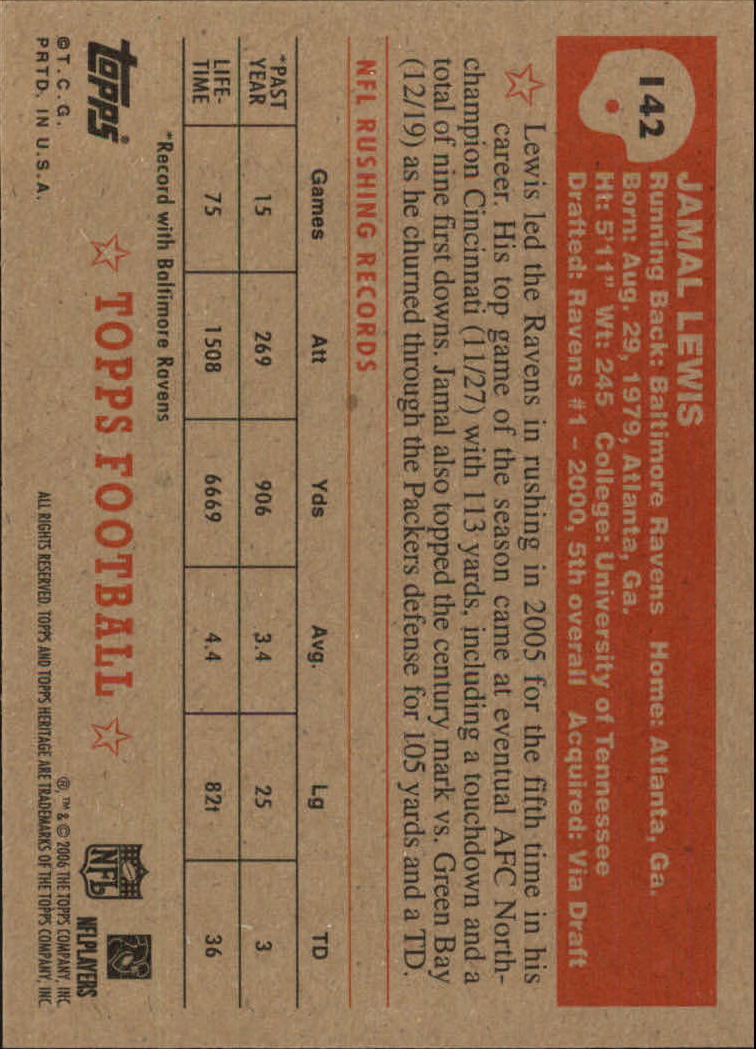 142
JAMAL LEWIS
Running Back: Baltimore Ravens Home: Atlanta, Ga.
Born: Aug. 29, 1979, Atlanta, Ga.
Ht: 5'11" Wt: 245 College: University of Tennessee
Drafted: Ravens #1 - 2000, 5th overall Acquired: Via Draft
Lewis led the Ravens in rushing in 2005 for the fifth time in his
career. His top game of the season came at eventual AFC North-
champion Cincinnati (11/27) with 113 yards, including a touchdown and a
total of nine first downs. Jamal also topped the century mark vs. Green Bay
(12/19) as he churned through the Packers defense for 105 yards and a TD.
NFL RUSHING RECORDS
Games Att Yds Avg. Lg TD
*PAST
YEAR 15 269 906 3.4 25 3
LIFE-
TIME 75 1508 6669 4.4 82t 36
*Record with Baltimore Ravens
topps®
TOPPS FOOTBALL
NFL
NFLPLAYERS
© T. C. G.
PRTD. IN U.S.A.
®, ™ & © 2006 THE TOPPS COMPANY, INC
ALL RIGHTS RESERVED. TOPPS AND TOPPS HERITAGE ARE TRADEMARKS OF THE TOPPS COMPANY, INC